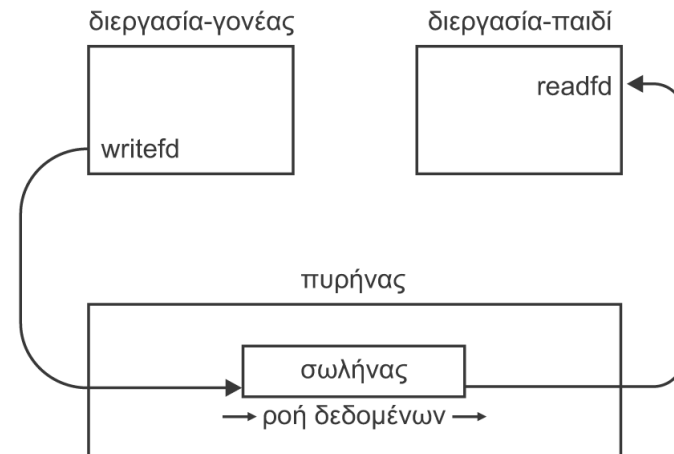 διεργασία-γονέας
διεργασία-παιδί
readfd
writefd
πυρήνας
σωλήνας
ροή δεδομένων